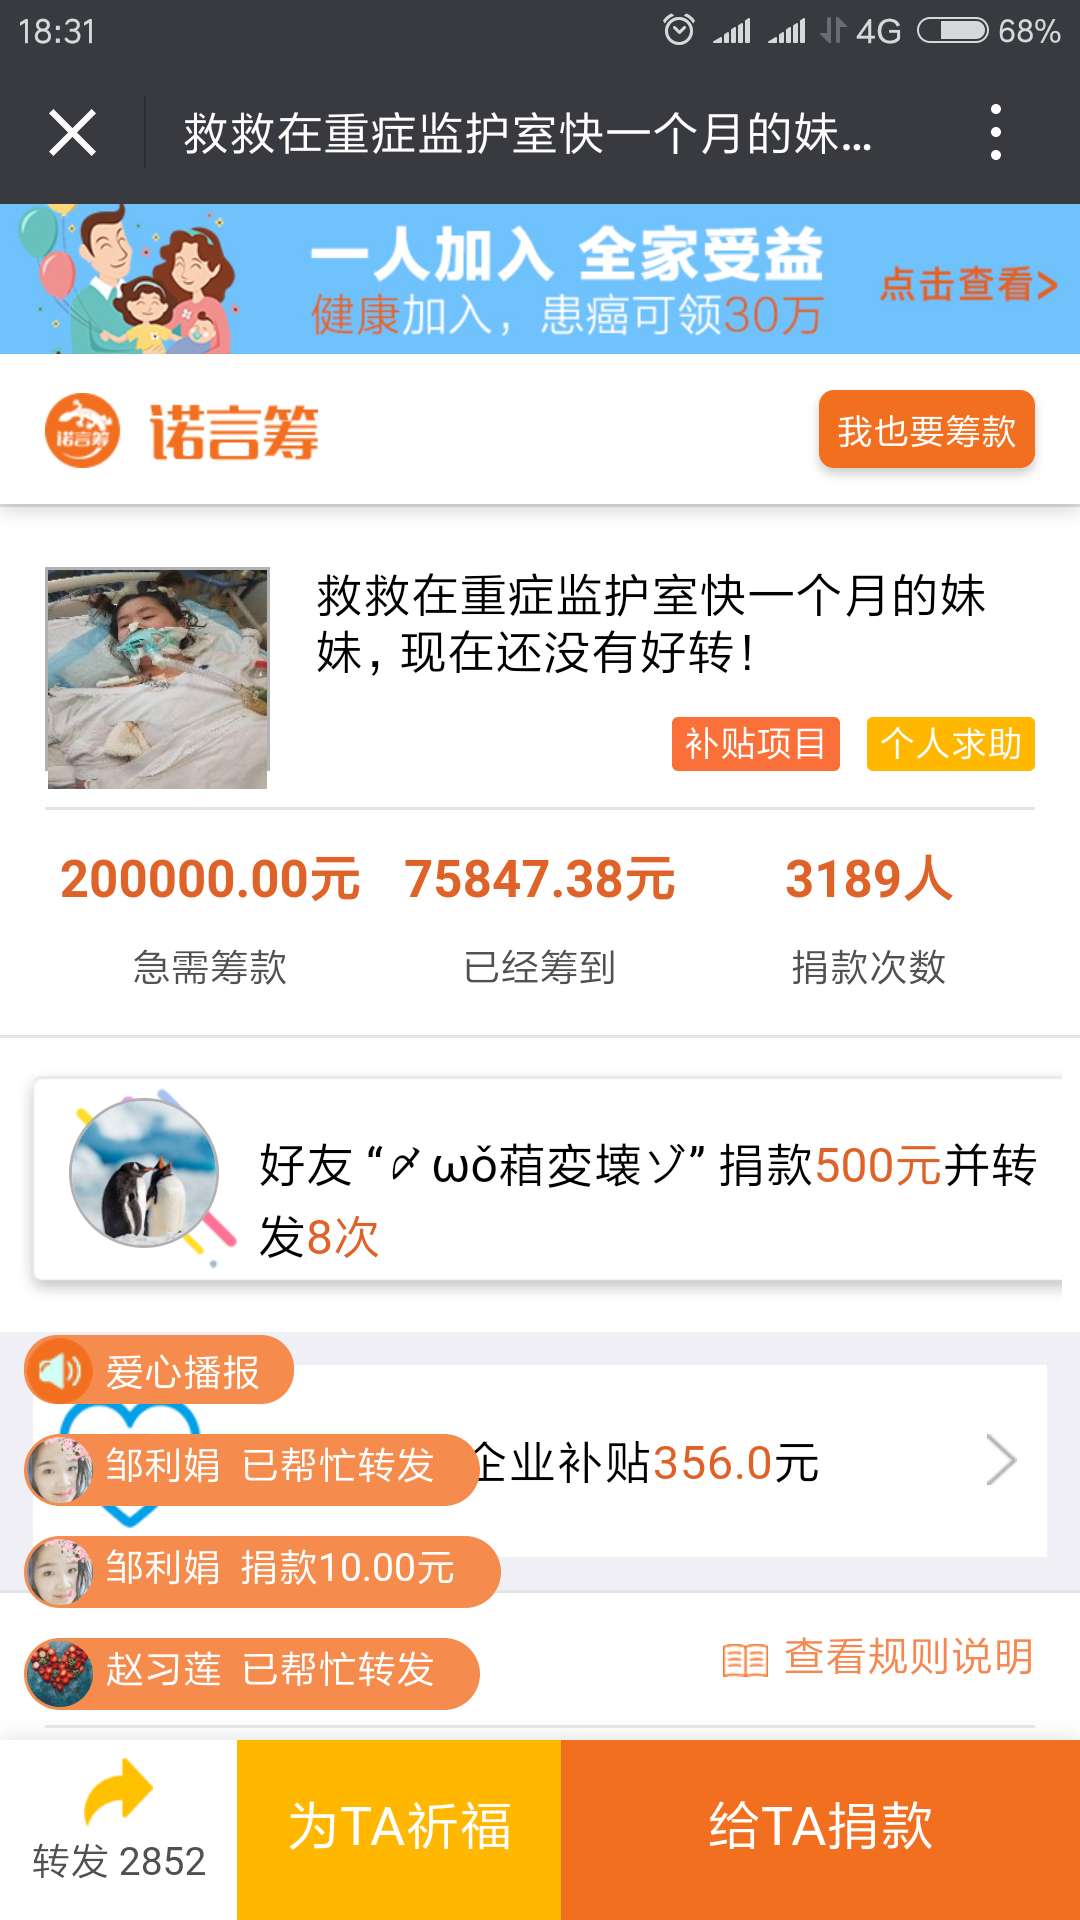 18:31
4G
68%
救救在重症监护室快一个月的妹...
一人加入 全家受益
健康加入，患癌可领30万
点击查看>
诺言筹
诺言筹
我也要筹款
救救在重症监护室快一个月的妹
妹，现在还没有好转！
补贴项目
个人求助
200000.00元
75847.38元
3189人
急需筹款
已经筹到
捐款次数
好友 “〆 ωǒ葙変壊ゾ” 捐款500元并转
发8次
爱心播报
邹利娟 已帮忙转发
企业补贴356.0元
邹利娟 捐款10.00元
赵习莲 已帮忙转发
查看规则说明
转发 2852
为TA祈福
给TA捐款